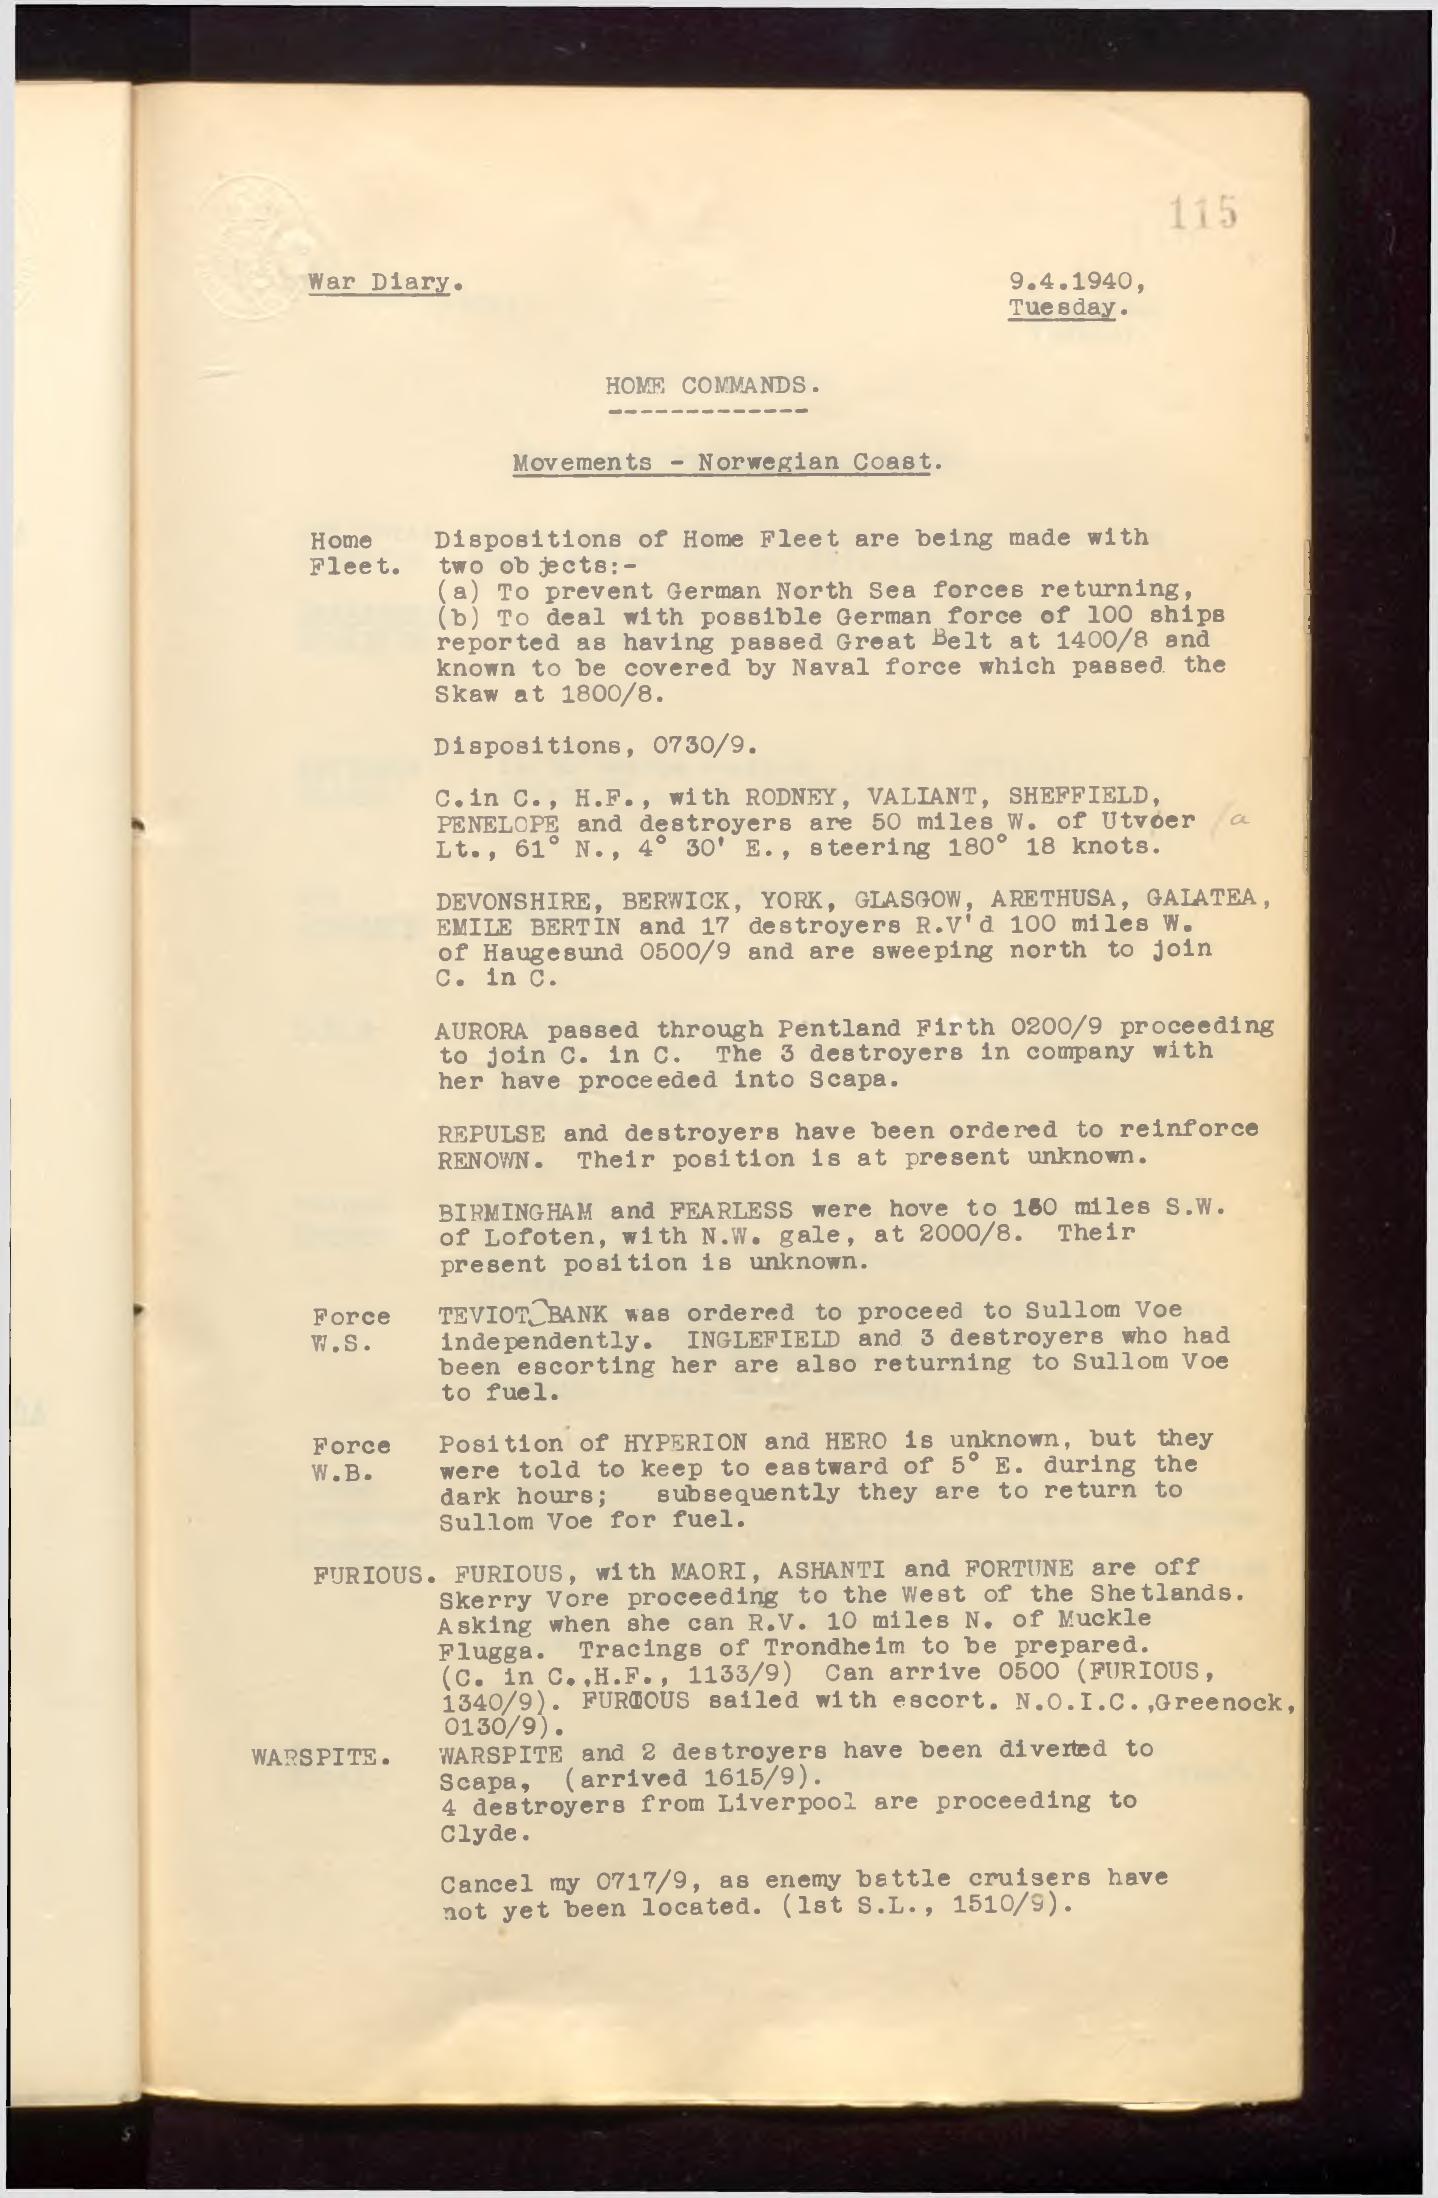 115
War Diary. 9.4.1940,
Tuesday.
HOME COMMANDS.
-------------
Movements - Norwegian Coast.
Home Dispositions of Home Fleet are being made with
Fleet. two objects:-
(a) To prevent German North Sea forces returning,
(b) To deal with possible German force of 100 ships
reported as having passed Great Belt at 1400/8 and
known to be covered by Naval force which passed the
Skaw at 1800/8.
Dispositions, 0730/9.
C.in C., H.F., with RODNEY, VALIANT, SHEFFIELD,
PENELOPE and destroyers are 50 miles W. of Utvoer /a
Lt., 61° N., 4° 30' E., steering 180° 18 knots.
DEVONSHIRE, BERWICK, YORK, GLASGOW, ARETHUSA, GALATEA,
EMILE BERTIN and 17 destroyers R.V'd 100 miles W.
of Haugesund 0500/9 and are sweeping north to join
C. in C.
AURORA passed through Pentland Firth 0200/9 proceeding
to join C. in C. The 3 destroyers in company with
her have proceeded into Scapa.
REPULSE and destroyers have been ordered to reinforce
RENOWN. Their position is at present unknown.
BIRMINGHAM and FEARLESS were hove to miles S.W.
of Lofoten, with N.W. gale, at 2000/8. Their
present position is unknown.
Force TEVIOT BANK was ordered to proceed to Sullom Voe
W.S. independently. INGLEFIELD and 3 destroyers who had
been escorting her are also returning to Sullom Voe
to fuel.
Force Position of HYPERION and HERO is unknown, but they
W.B. were told to keep to eastward of 5° E. during the
dark hours; subsequently they are to return to
Sullom Voe for fuel.
FURIOUS. FURIOUS, with MAORI, ASHANTI and FORTUNE are off
Skerry Vore proceeding to the West of the Shetlands.
Asking when she can R.V. 10 miles N. of Muckle
Flugga. Tracings of Trondheim to be prepared.
(C. in C.,H.F., 1133/9) Can arrive 0500 (FURIOUS,
1340/9). FURIOUS sailed with escort. N.O.I.C.,Greenock,
0130/9).
WARSPITE. WARSPITE and 2 destroyers have been diverted to
Scapa, (arrived 1615/9).
4 destroyers from Liverpool are proceeding to
Clyde.
Cancel my 0717/9, as enemy battle cruisers have
not yet been located. (1st S.L., 1510/9).